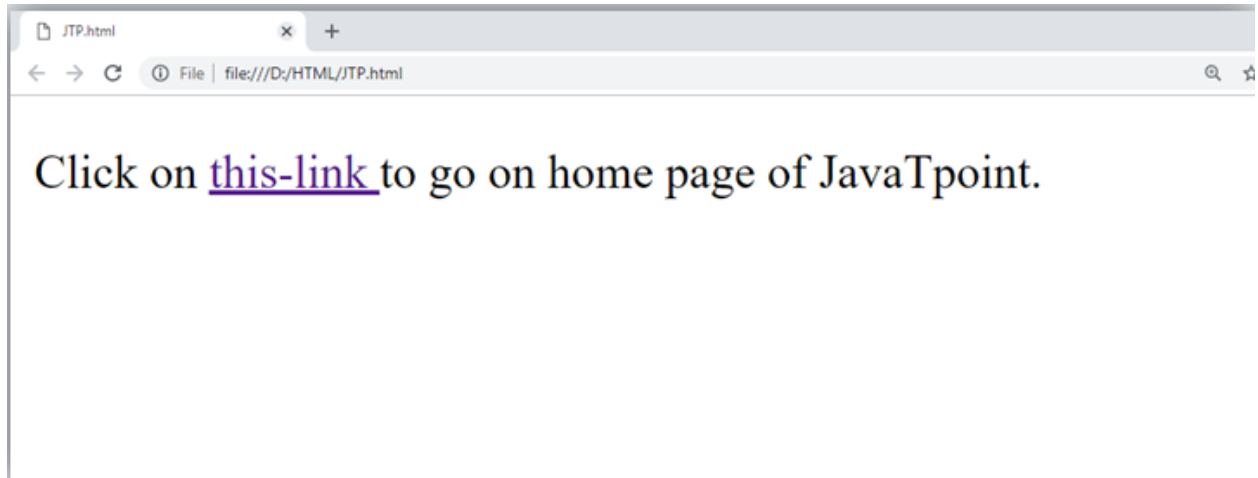 JTP.html
File | file:///D:/HTML/JTP.html
Click on this-link to go on home page of JavaTpoint.